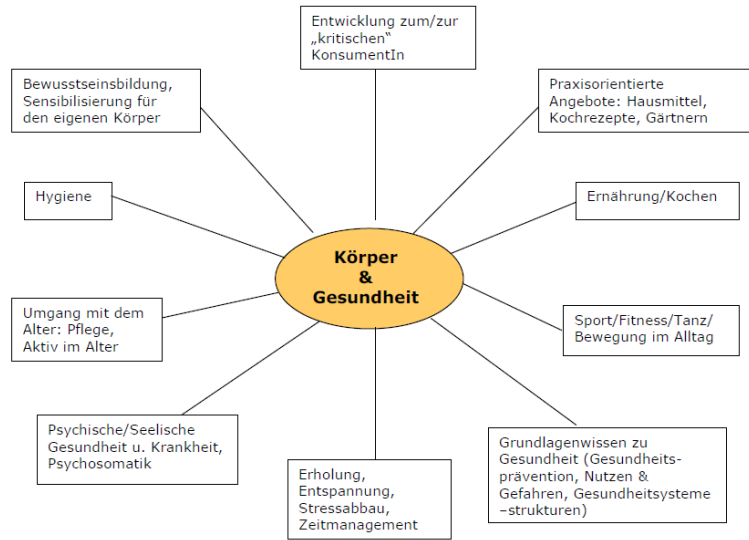 Entwicklung zum/zur
„kritischen“
KonsumentIn
Bewusstseinsbildung,
Sensibilisierung für
den eigenen Körper
Praxisorientierte
Angebote: Hausmittel,
Kochrezepte, Gärtnern
Hygiene
Ernährung/Kochen
Körper
&
Gesundheit
Umgang mit dem
Alter: Pflege,
Aktiv im Alter
Sport/Fitness/Tanz/
Bewegung im Alltag
Psychische/Seelische
Gesundheit u. Krankheit,
Psychosomatik
Erholung,
Entspannung,
Stressabbau,
Zeitmanagement
Grundlagenwissen zu
Gesundheit (Gesundheits-
prävention, Nutzen &
Gefahren, Gesundheitsysteme
–strukturen)